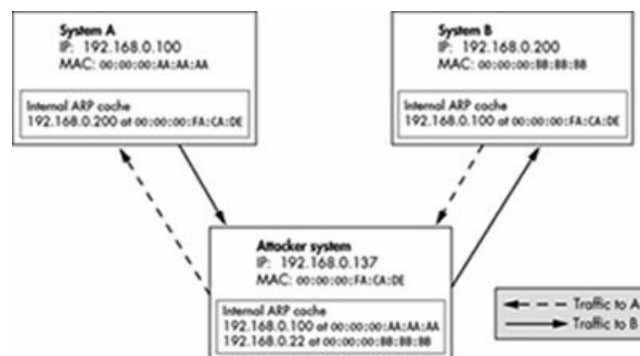 System A
IP: 192.168.0.100
MAC: 00:00:00:AA:AA:AA
Internal ARP cache
192.168.0.200 at 00:00:00:FA:CA:DE
System B
IP: 192.168.0.200
MAC: 00:00:00:BB:BB:BB
Internal ARP cache
192.168.0.100 at 00:00:00:FA:CA:DE
Attacker system
IP: 192.168.0.137
MAC: 00:00:00:FA:CA:DE
Internal ARP cache
192.168.0.100 at 00:00:00:AA:AA:AA
192.168.0.22 at 00:00:00:BB:BB:BB
Traffic to A
Traffic to B